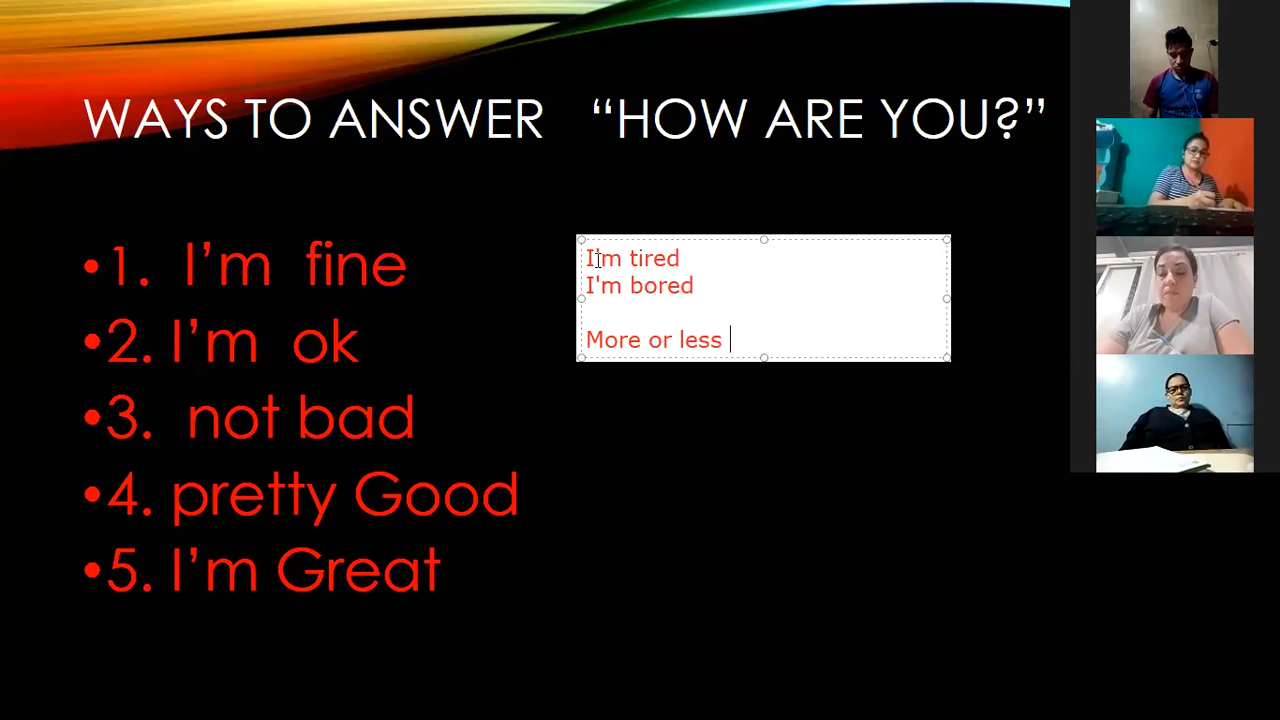 WAYS TO ANSWER “HOW ARE YOU?”
•1. I’m fine
•2. I’m ok
•3. not bad
•4. pretty Good
•5. I’m Great
I'm tired
I'm bored
More or less